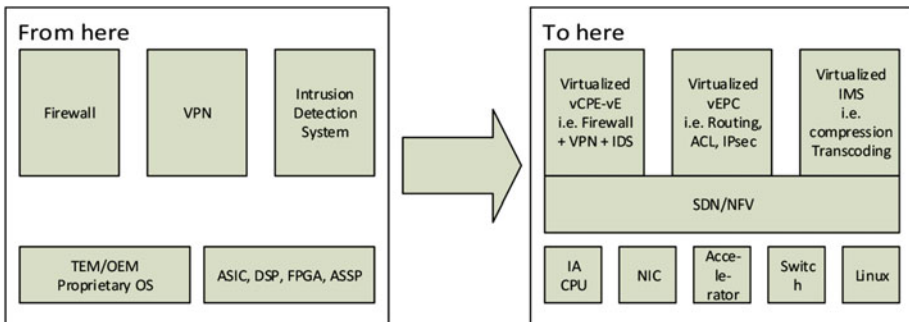 From here
Firewall
VPN
Intrusion
Detection
System
TEM/OEM
Proprietary OS
ASIC, DSP, FPGA, ASSP
To here
Virtualized
vCPE-vE
i.e. Firewall
+ VPN + IDS
Virtualized
vEPC
i.e. Routing,
ACL, IPsec
Virtualized
IMS
i.e.
compression
Transcoding
SDN/NFV
IA
CPU
NIC
Acce-
le-
rator
Switc
h
Linux